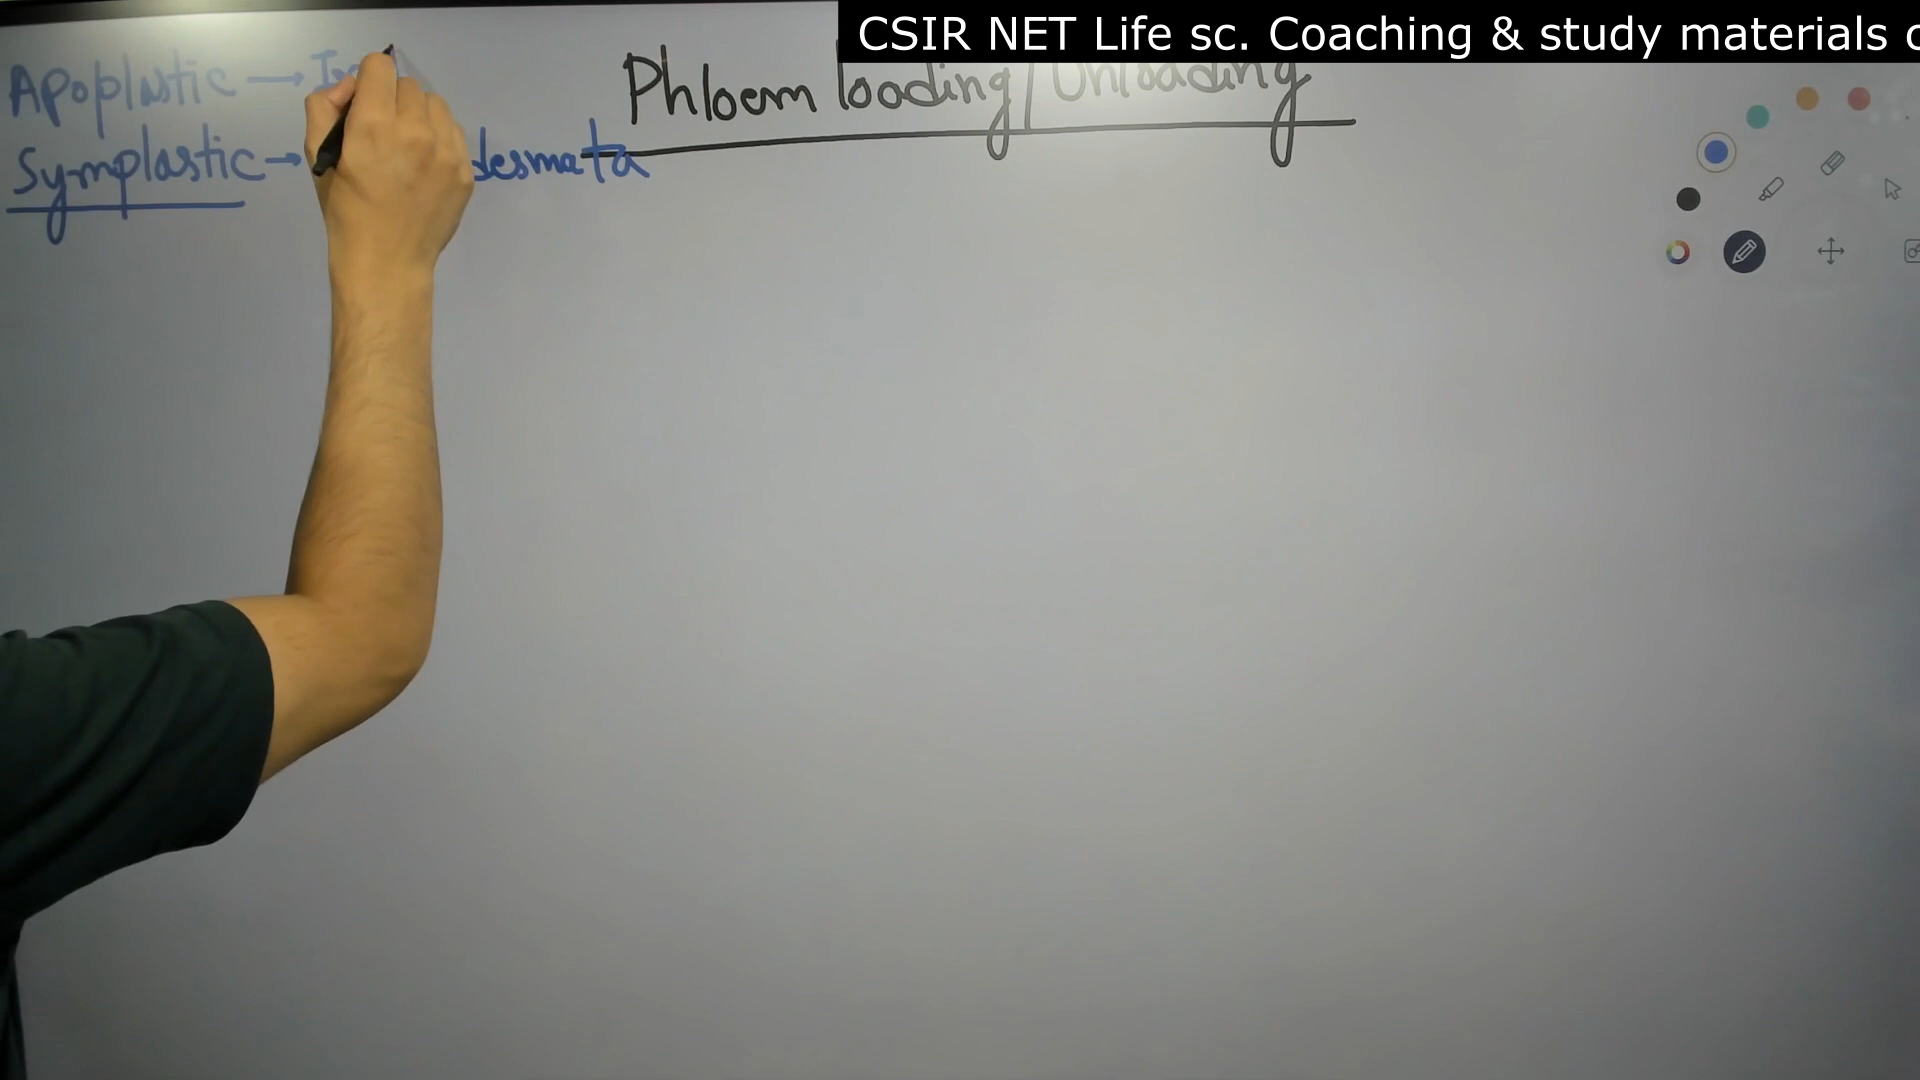 CSIR NET Life sc. Coaching & study materials
Phloem loading/Unloading
Apoplastic →
Symplastic → desmata